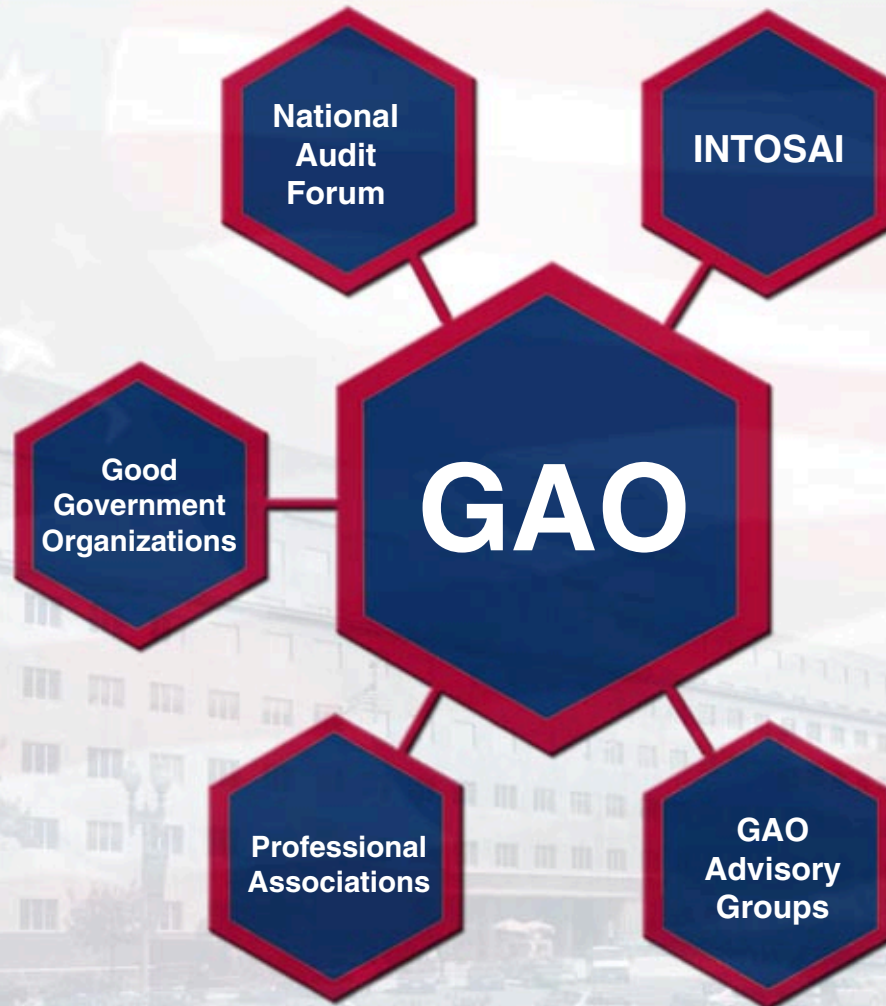 National
Audit
Forum
INTOSAI
GAO
Good
Government
Organizations
Professional
Associations
GAO
Advisory
Groups